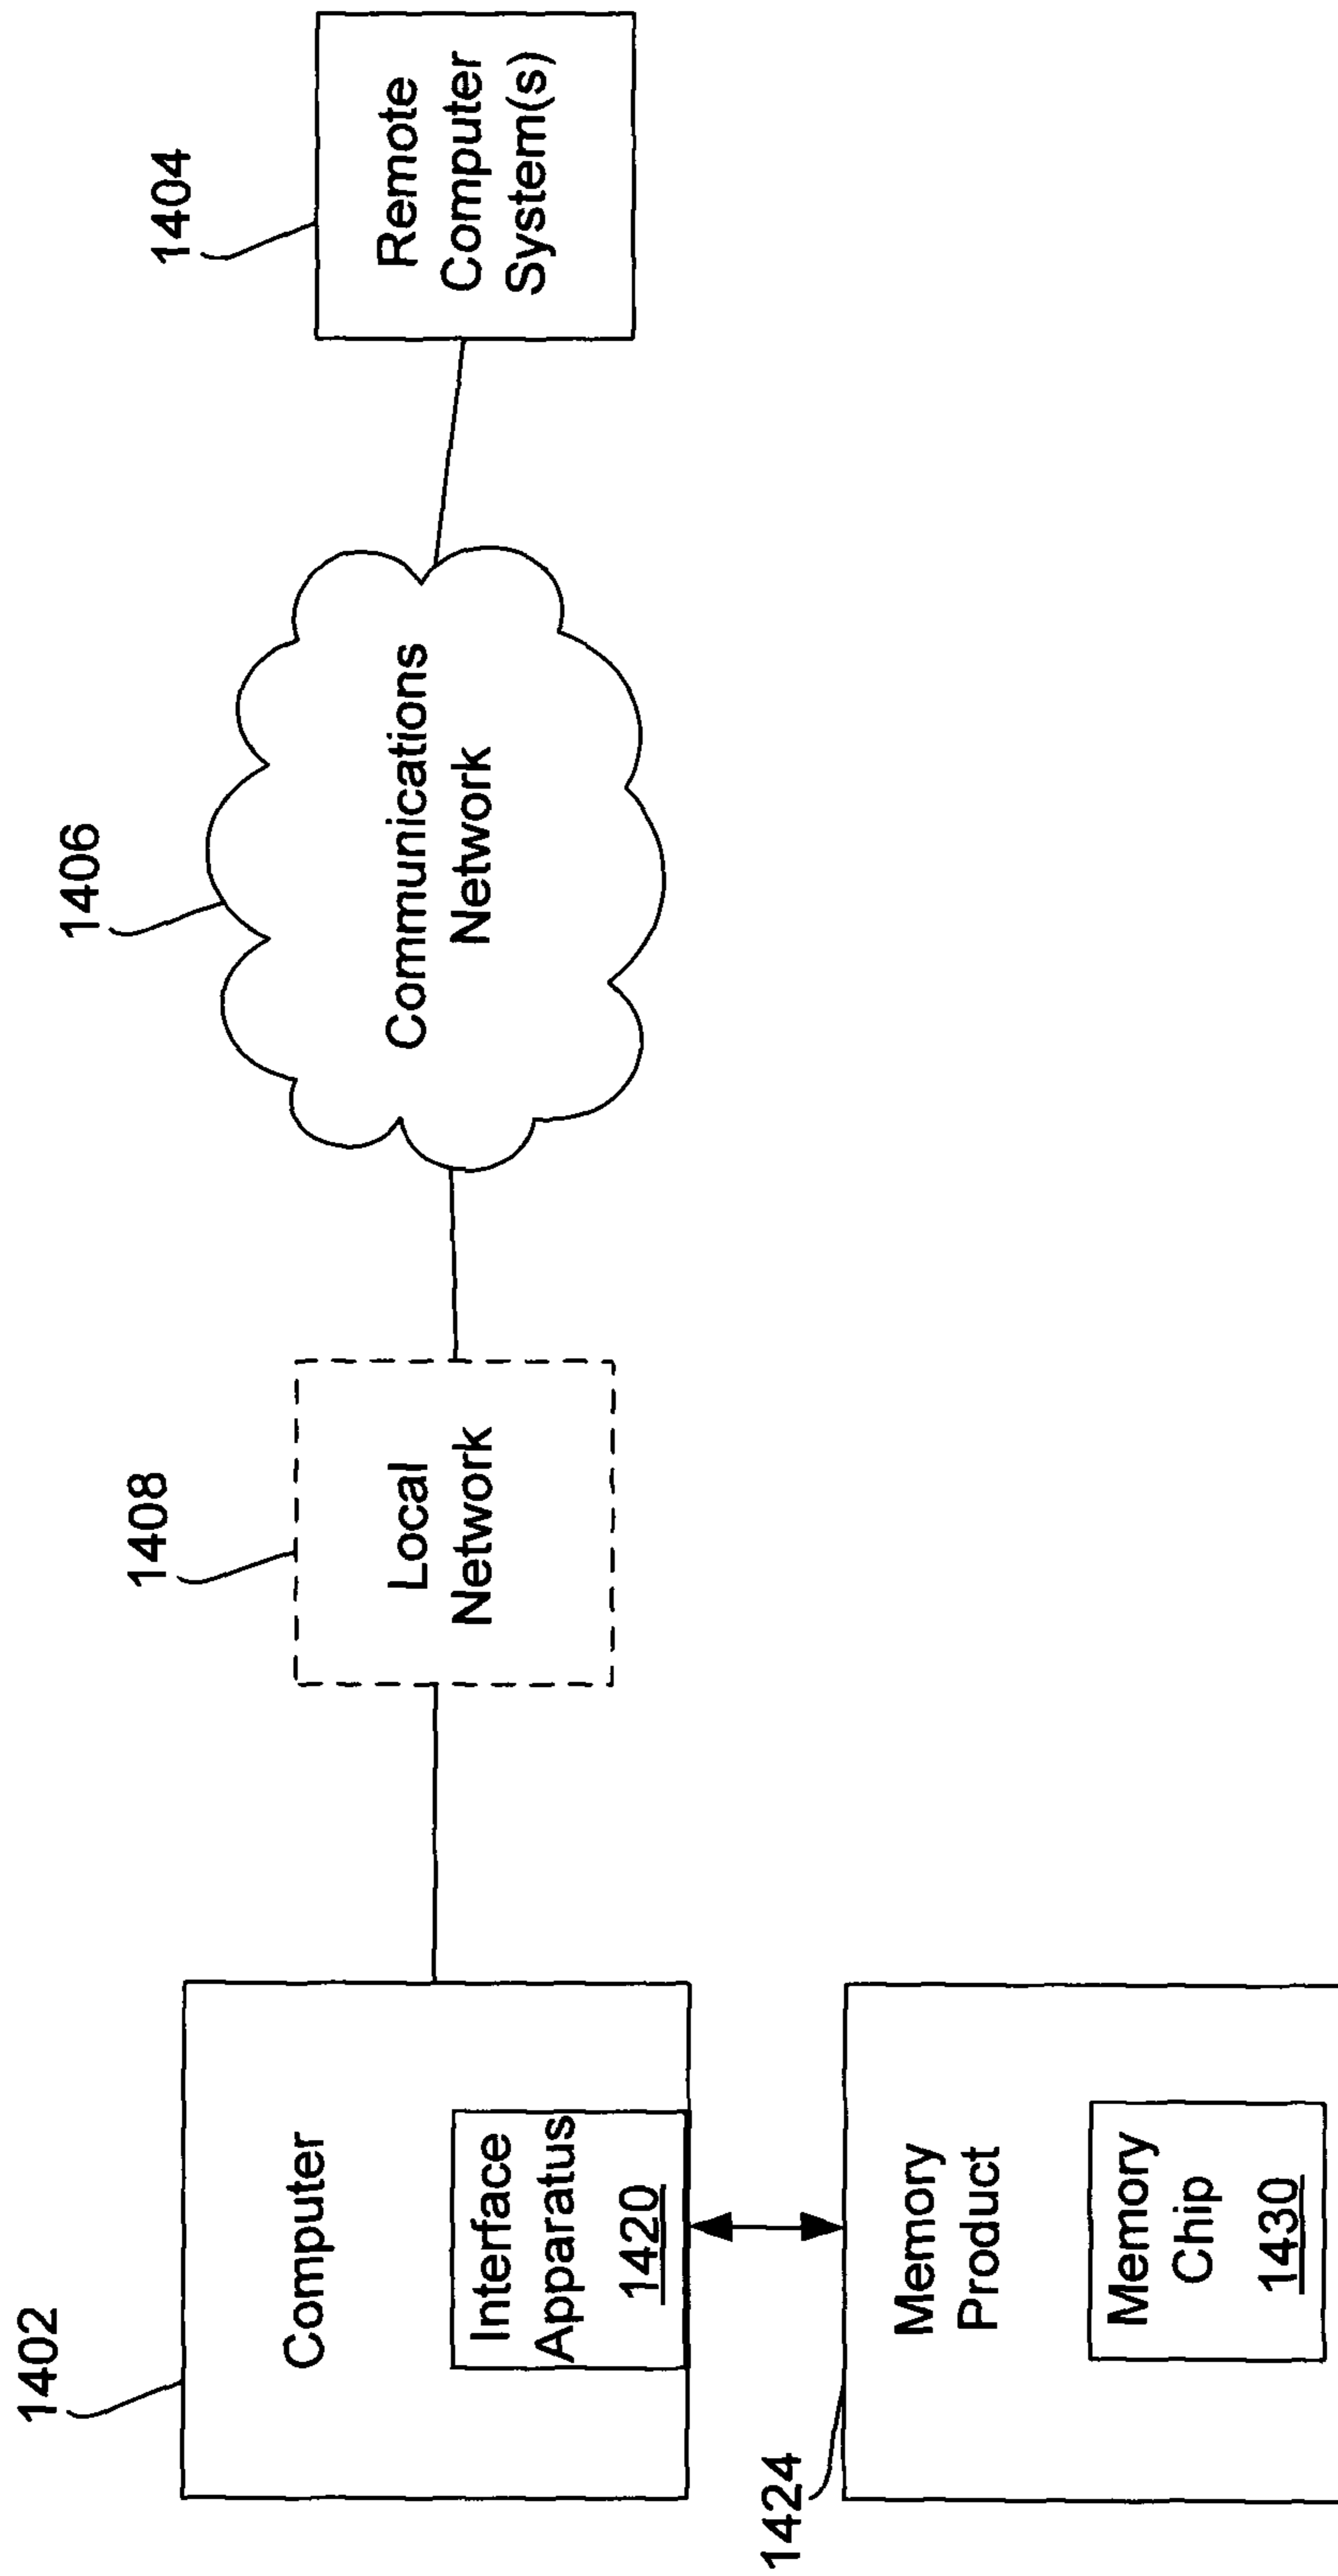 1402
Computer
Interface
Apparatus
1420
1424
Memory
Product
Memory
Chip
1430
1408
Local
Network
1406
Communications
Network
1404
Remote
Computer
System(s)